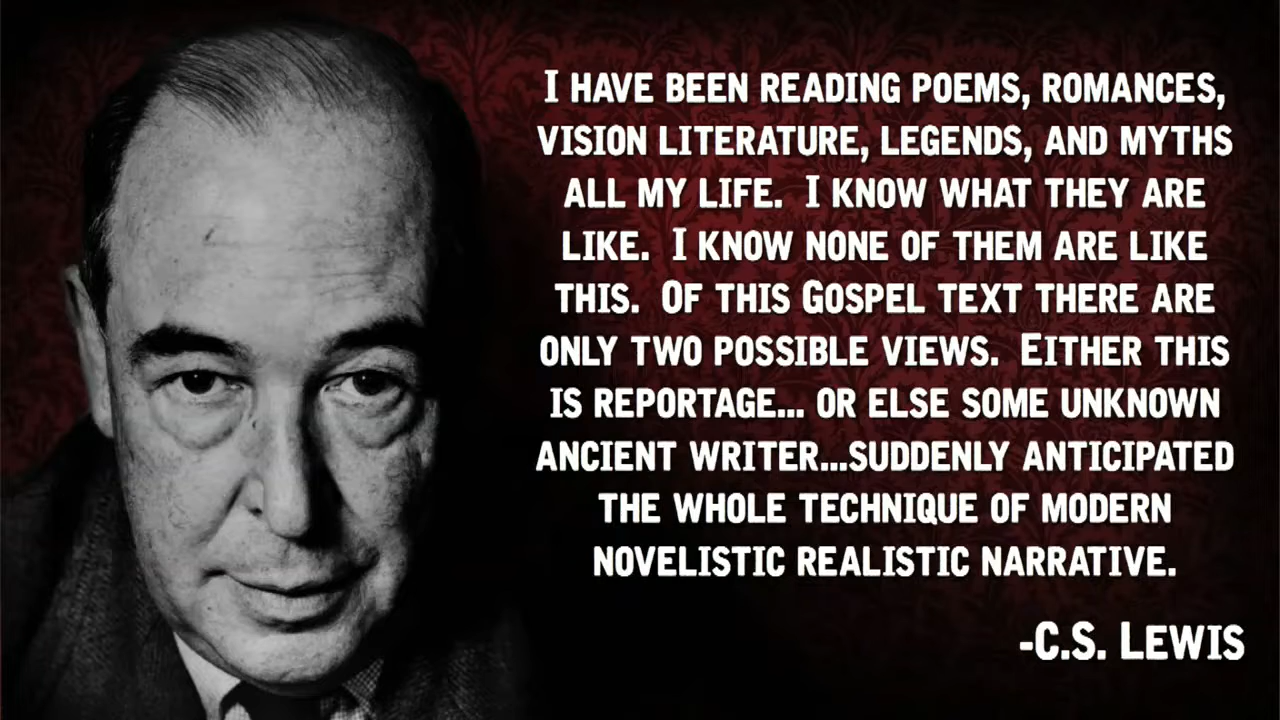 I HAVE BEEN READING POEMS, ROMANCES,
VISION LITERATURE, LEGENDS, AND MYTHS
ALL MY LIFE. I KNOW WHAT THEY ARE
LIKE. I KNOW NONE OF THEM ARE LIKE
THIS. OF THIS GOSPEL TEXT THERE ARE
ONLY TWO POSSIBLE VIEWS. EITHER THIS
IS REPORTAGE... OR ELSE SOME UNKNOWN
ANCIENT WRITER...SUDDENLY ANTICIPATED
THE WHOLE TECHNIQUE OF MODERN
NOVELISTIC REALISTIC NARRATIVE.
-C.S. LEWIS